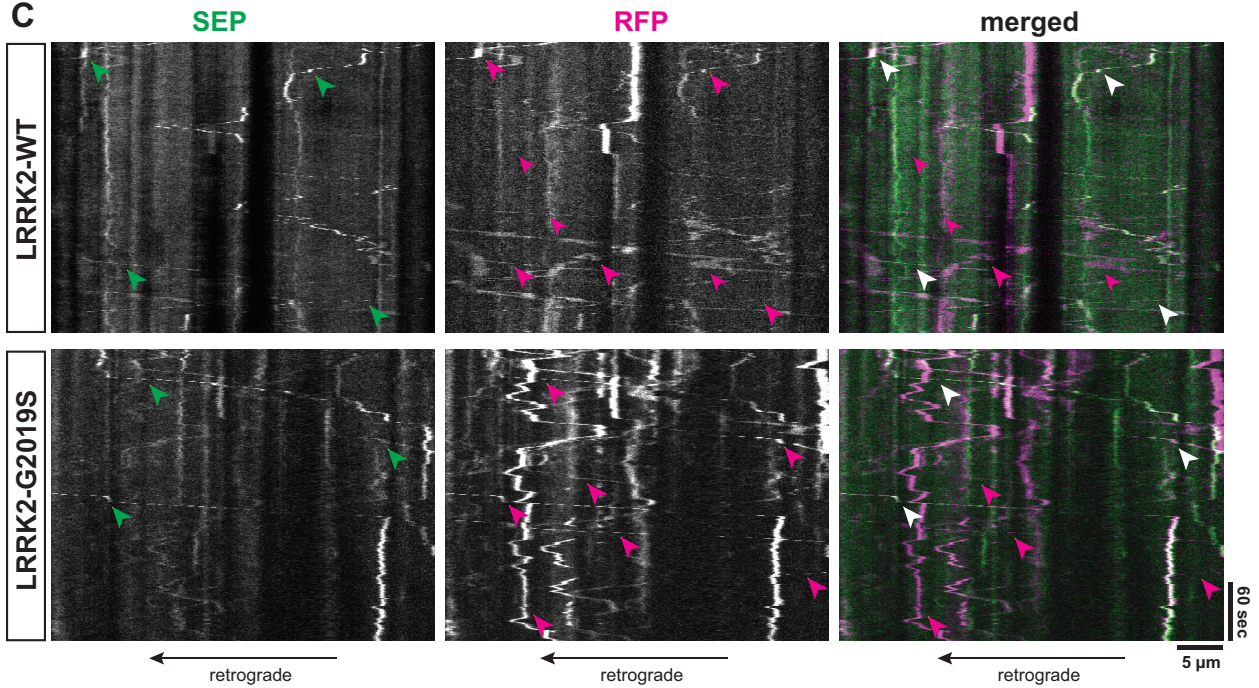 C
SEP
RFP
merged
LRRK2-WT
LRRK2-G2019S
60 sec
5 µm
retrograde
retrograde
retrograde